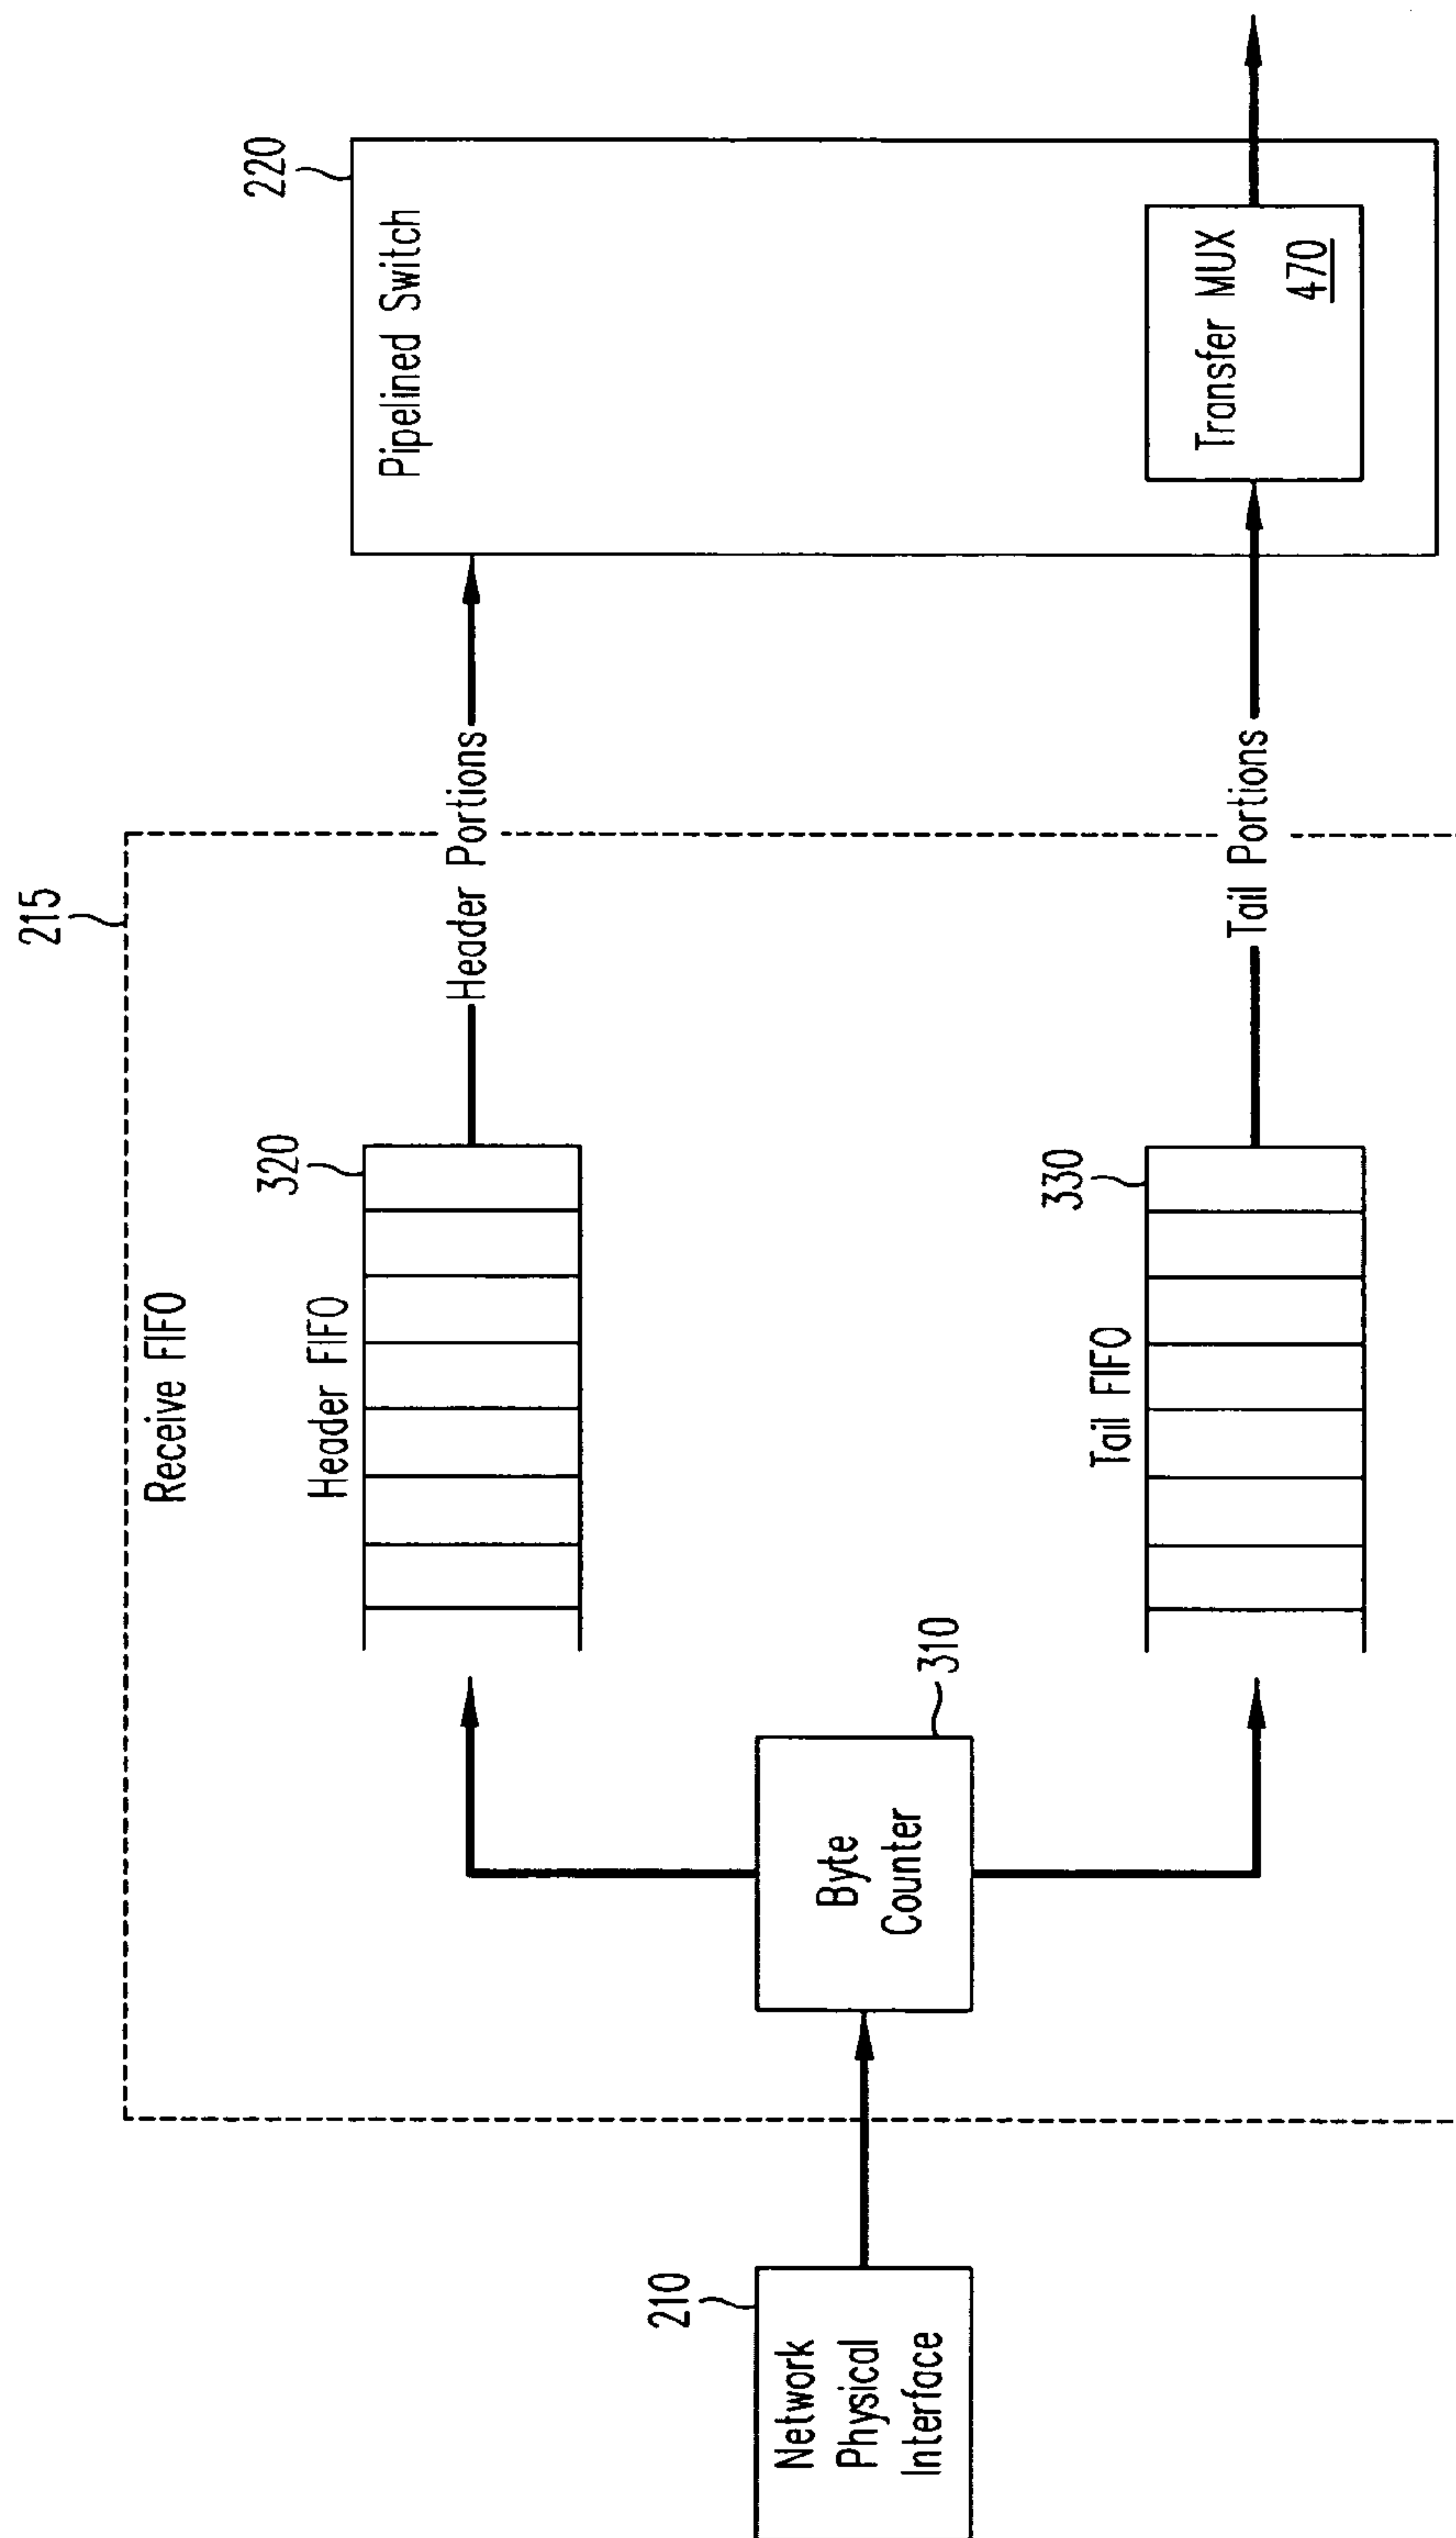 215
Receive FIFO
220
Pipelined Switch
320
Header FIFO
Header Portions
210
Network
Physical
Interface
Byte
Counter
310
330
Tail FIFO
Tail Portions
Transfer MUX
470